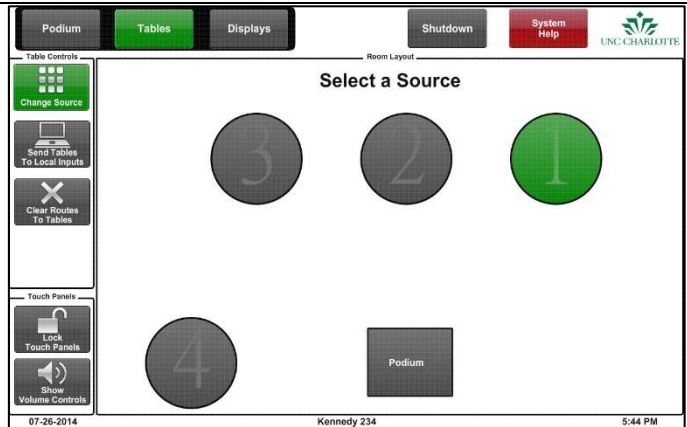 Podium
Tables
Displays
Shutdown
System
Help
UNC CHARLOTTE
Table Controls
Room Layout
Change Source
Select a Source
3
2
1
Send Tables
To Local Inputs
Clear Routes
To Tables
Touch Panels
Lock
Touch Panels
4
Podium
Show
Volume Controls
07-26-2014
Kennedy 234
5:44 PM